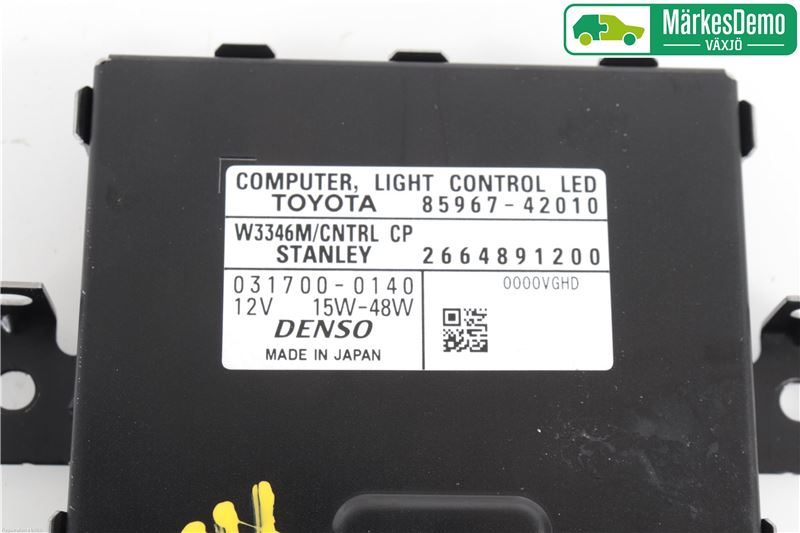 MärkesDemo
VÄXJÖ
COMPUTER, LIGHT CONTROL LED
TOYOTA 85967-42010
W3346M/CNTRL CP
STANLEY 2664891200
031700-0140
0000VGHD
12V 15W-48W
DENSO
MADE IN JAPAN